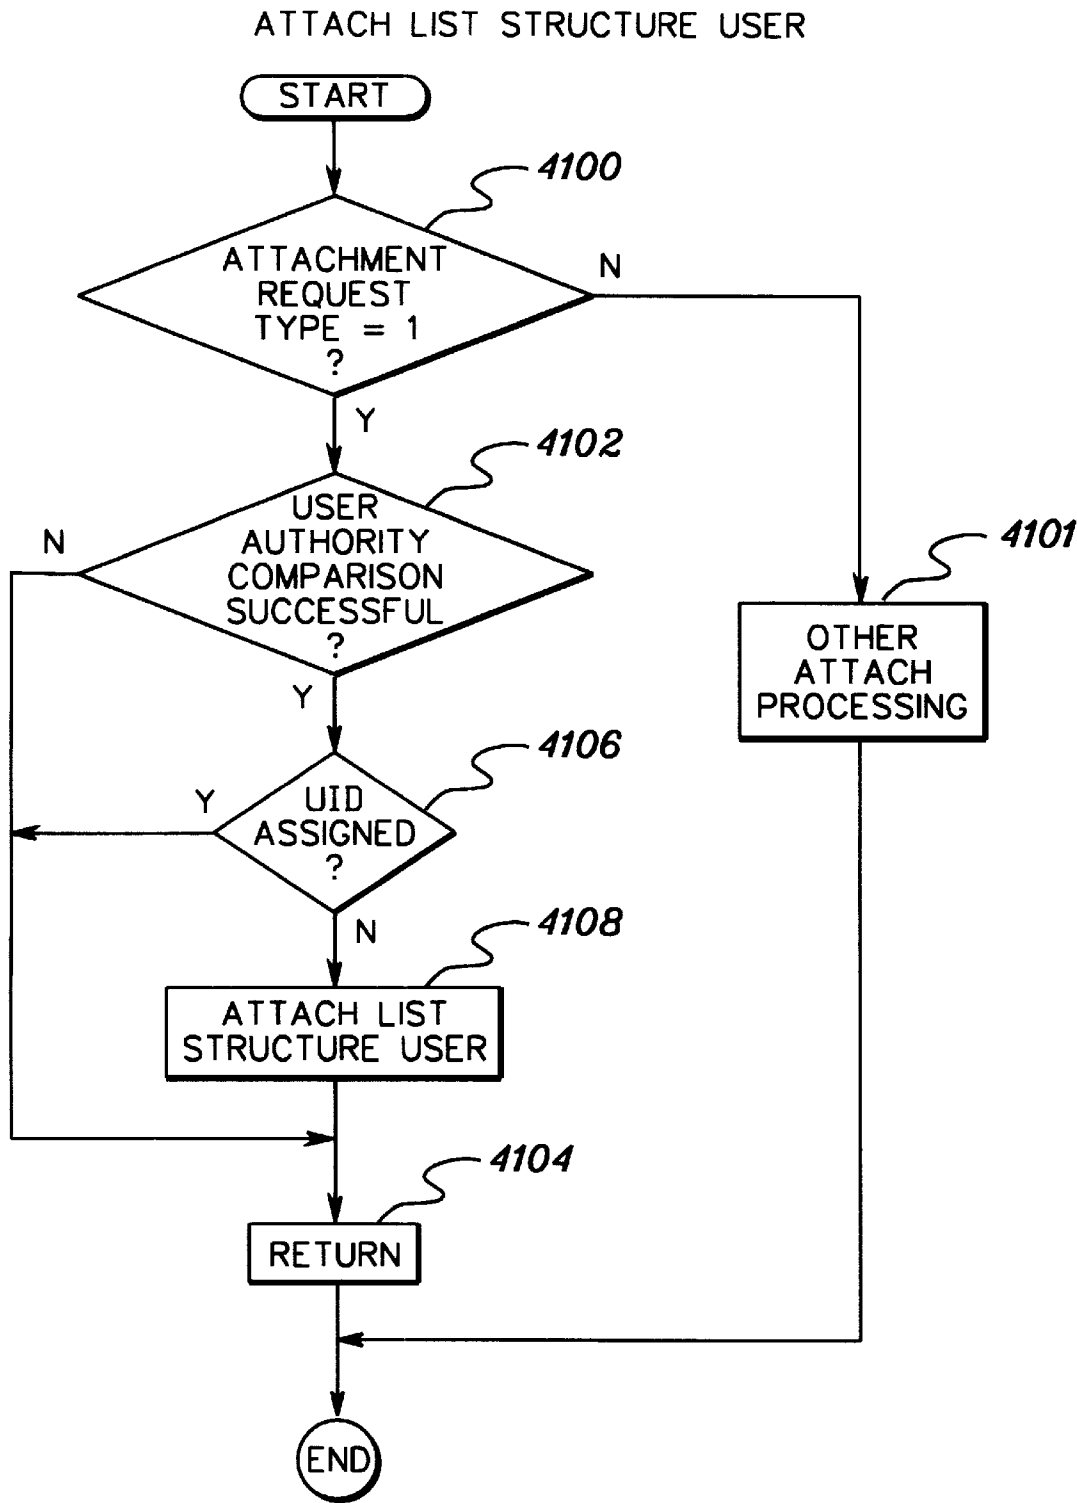 ATTACH LIST STRUCTURE USER
START
4100
ATTACHMENT
REQUEST
TYPE = 1
?
N
Y
4102
USER
AUTHORITY
COMPARISON
SUCCESSFUL
?
N
Y
4101
OTHER
ATTACH
PROCESSING
4106
UID
ASSIGNED
?
Y
N
4108
ATTACH LIST
STRUCTURE USER
4104
RETURN
END